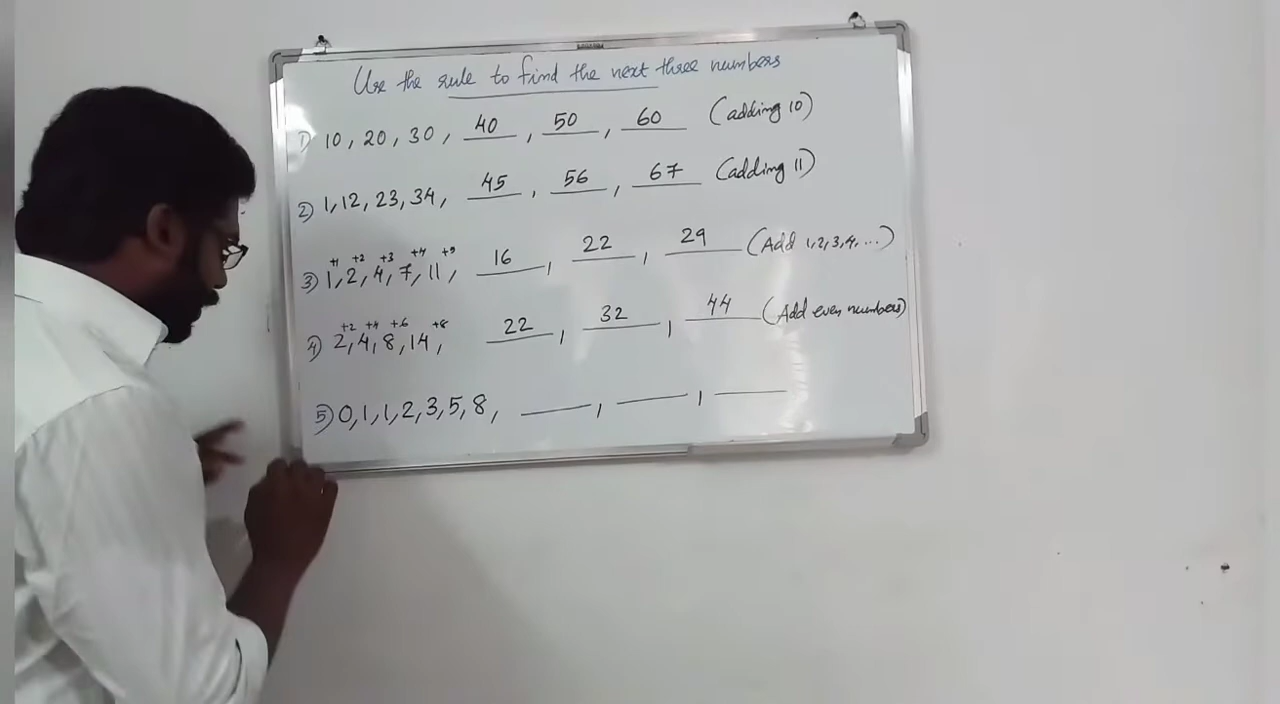 Use the rule to find the next three numbers
1) 10, 20, 30, 40, 50, 60 (adding 10)
2) 1, 12, 23, 34, 45, 56, 67 (adding 11)
+1 +2 +3 +4 +5
3) 1, 2, 4, 7, 11, 16, 22, 29 (Add 1, 2, 3, 4, ...)
+2 +4 +6 +8
4) 2, 4, 8, 14, 22, 32, 44 (Add even numbers)
5) 0, 1, 1, 2, 3, 5, 8, ___, ___, ___